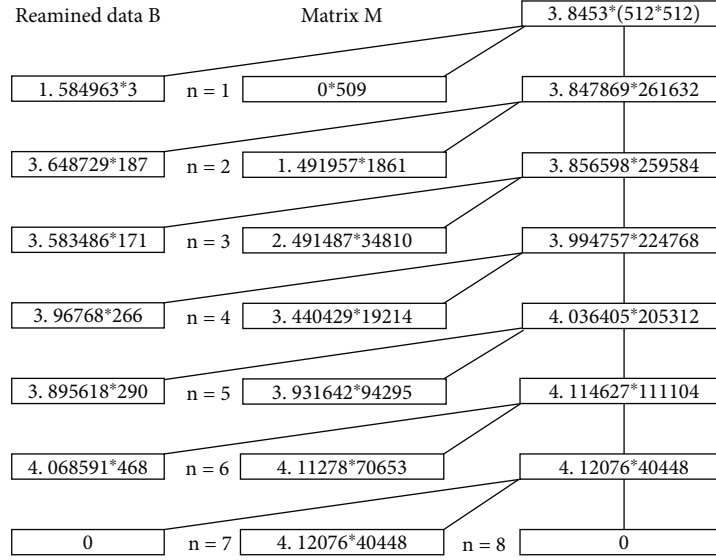 Reamined data B Matrix M 3. 8453*(512*512)
1. 584963*3 n = 1 0*509 3. 847869*261632
3. 648729*187 n = 2 1. 491957*1861 3. 856598*259584
3. 583486*171 n = 3 2. 491487*34810 3. 994757*224768
3. 96768*266 n = 4 3. 440429*19214 4. 036405*205312
3. 895618*290 n = 5 3. 931642*94295 4. 114627*111104
4. 068591*468 n = 6 4. 11278*70653 4. 12076*40448
0 n = 7 4. 12076*40448 n = 8 0